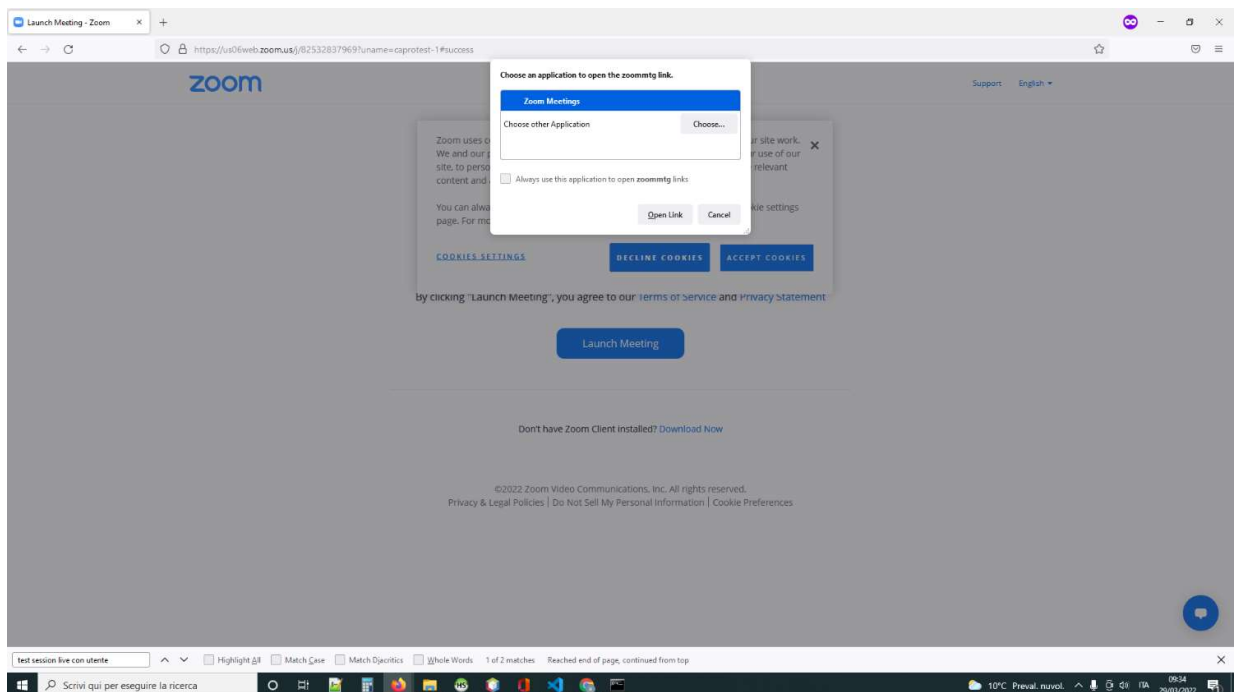 Launch Meeting - Zoom
https://us06web.zoom.us/j/82532837969?uname=caprotest-1#success
zoom
Support English
Choose an application to open the zoommtg link.
Zoom Meetings
Choose other Application Choose...
Always use this application to open zoommtg links
Open Link Cancel
Zoom uses
site work.
We and our
use of our
site, to
relevant
content and
You can
settings
page. For
COOKIES SETTINGS
DECLINE COOKIES
ACCEPT COOKIES
By clicking "Launch Meeting", you agree to our Terms of Service and Privacy Statement
Launch Meeting
Don't have Zoom Client installed? Download Now
©2022 Zoom Video Communications, Inc. All rights reserved.
Privacy & Legal Policies | Do Not Sell My Personal Information | Cookie Preferences
test session live con utente Highlight All Match Case Match Diacritics Whole Words 1 of 2 matches Reached end of page, continued from top
Scrivi qui per eseguire la ricerca
10°C Preval. nuvol. ITA 09:34
29/03/2022